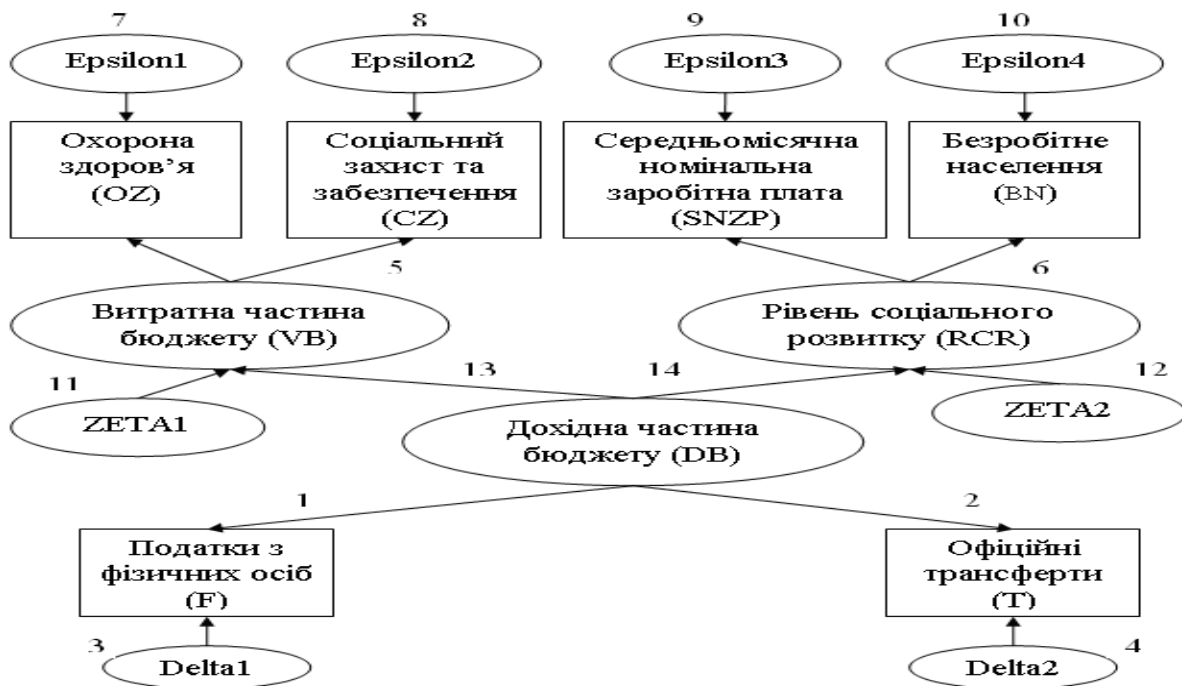 7
8
9
10
Epsilon1
Epsilon2
Epsilon3
Epsilon4
Охорона
здоров’я
(OZ)
Соціальний
захист та
забезпечення
(CZ)
Середньомісячна
номінальна
заробітна плата
(SNZP)
Безробітне
населення
(BN)
5
6
Витратна частина
бюджету (VB)
Рівень соціального
розвитку (RCR)
11
13
14
12
ZETA1
ZETA2
Дохідна частина
бюджету (DB)
1
2
Податки з
фізичних осіб
(F)
Офіційні
трансферти
(T)
3
Delta1
Delta2
4